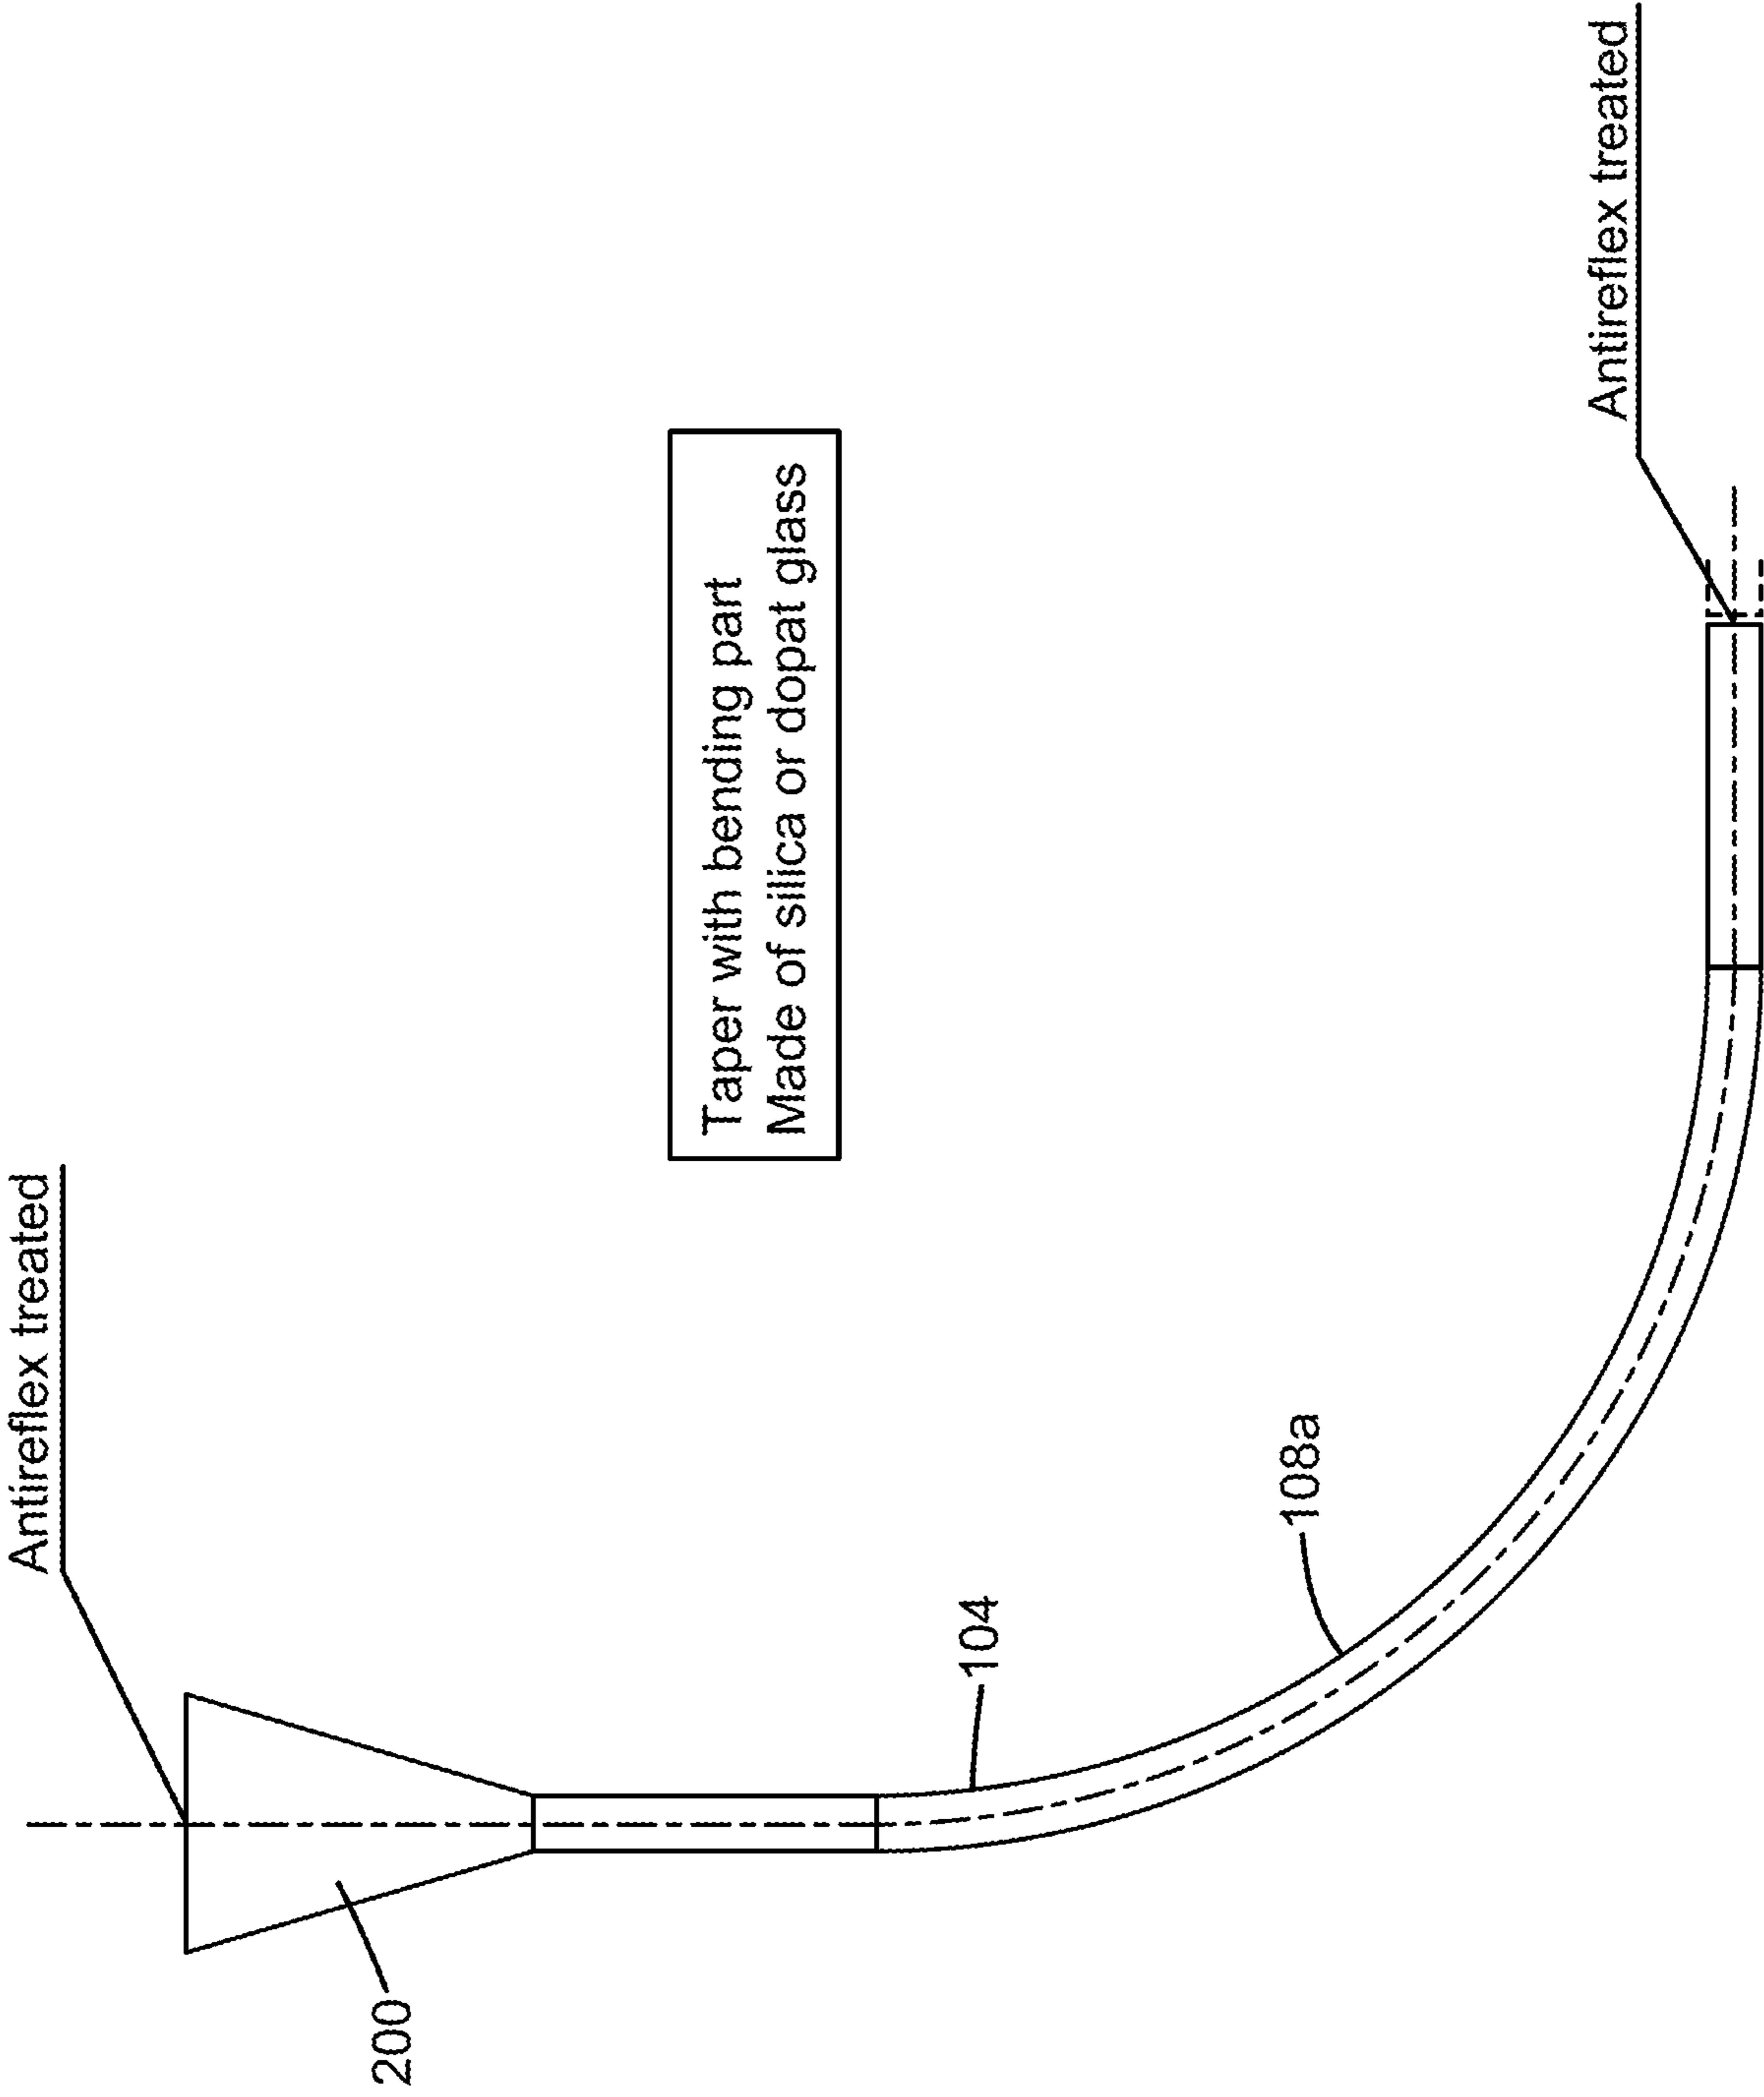 Antireflex treated
200
104
108a
Taper with bending part
Made of silica or dopat glass
Antireflex treated